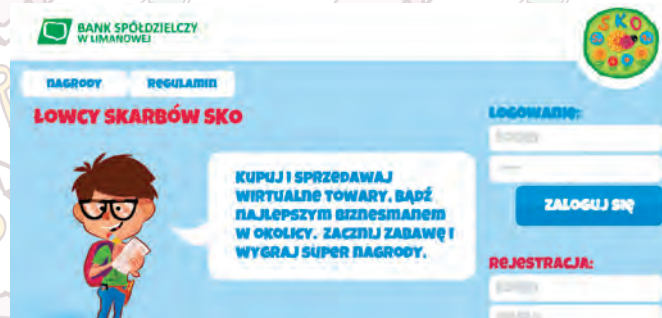 BANK SPÓŁDZIELCZY
W LIMANOWEJ
SKO
NAGRODY REGULAMIN
ŁOWCY SKARBÓW SKO
LOGOWANIE:
KUPUJ I SPRZEDAWAJ
WIRTUALNE TOWARY. BĄDŹ
NAJLEPSZYM BIZNESMANEM
W OKOLICY. ZACZNIJ ZABAWĘ I
WYGRAJ SUPER NAGRODY.
ZALOGUJ SIĘ
REJESTRACJA: